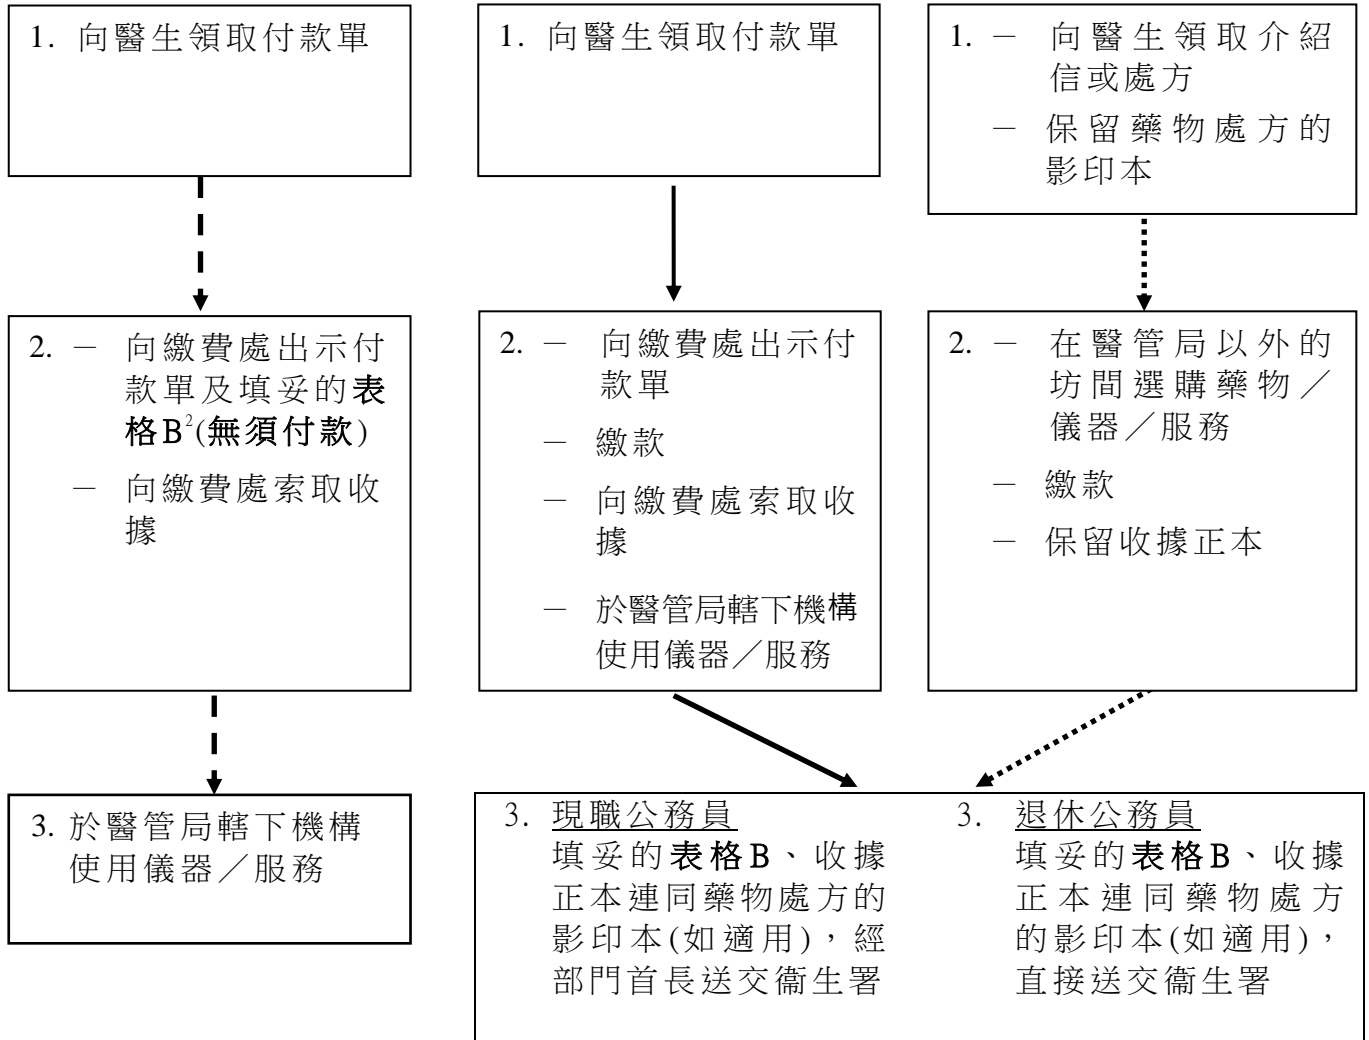 1. 向醫生領取付款單
1. 向醫生領取付款單
1. － 向醫生領取介紹
信或處方
－ 保留藥物處方的
影印本
2. － 向繳費處出示付
款單及填妥的表
格B²(無須付款)
－ 向繳費處索取收
據
2. － 向繳費處出示付
款單
－ 繳款
－ 向繳費處索取收
據
－ 於醫管局轄下機構
使用儀器／服務
2. － 在醫管局以外的
坊間選購藥物／
儀器／服務
－ 繳款
－ 保留收據正本
3. 於醫管局轄下機構
使用儀器／服務
3. 現職公務員
填妥的表格B、收據
正本連同藥物處方的
影印本(如適用)，經
部門首長送交衞生署
3. 退休公務員
填妥的表格B、收據
正本連同藥物處方
的影印本(如適用)，
直接送交衞生署